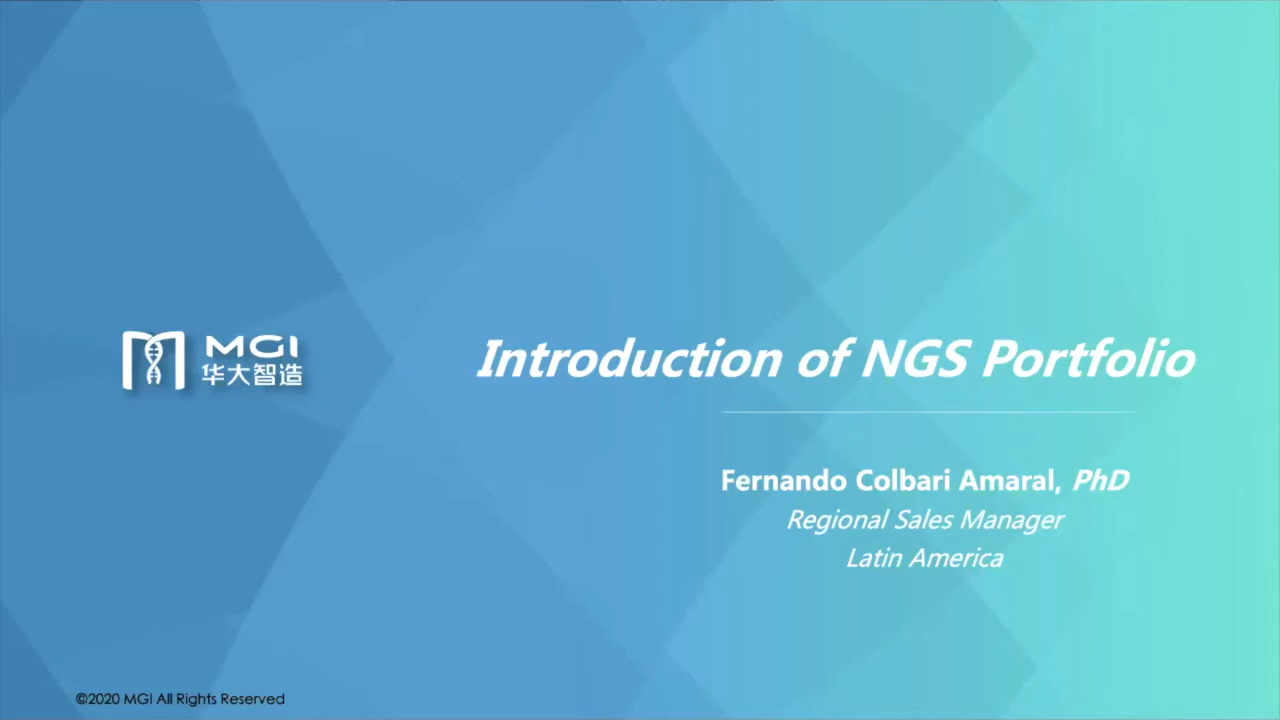 MGI
华大智造
Introduction of NGS Portfolio
Fernando Colbari Amaral, PhD
Regional Sales Manager
Latin America
©2020 MGI All Rights Reserved